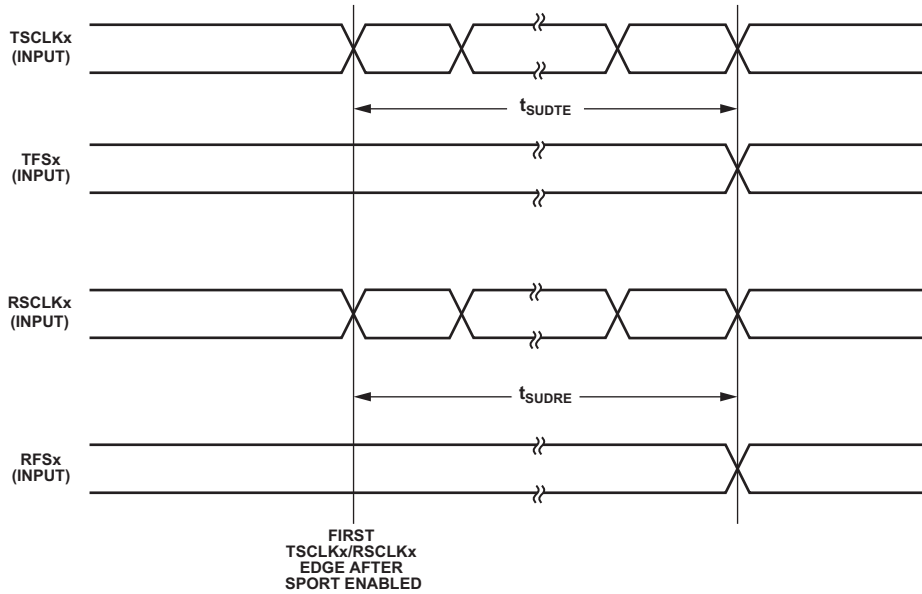 TSCLKx
(INPUT)
tSUDTE
TFSx
(INPUT)
RSCLKx
(INPUT)
tSUDRE
RFSx
(INPUT)
FIRST
TSCLKx/RSCLKx
EDGE AFTER
SPORT ENABLED